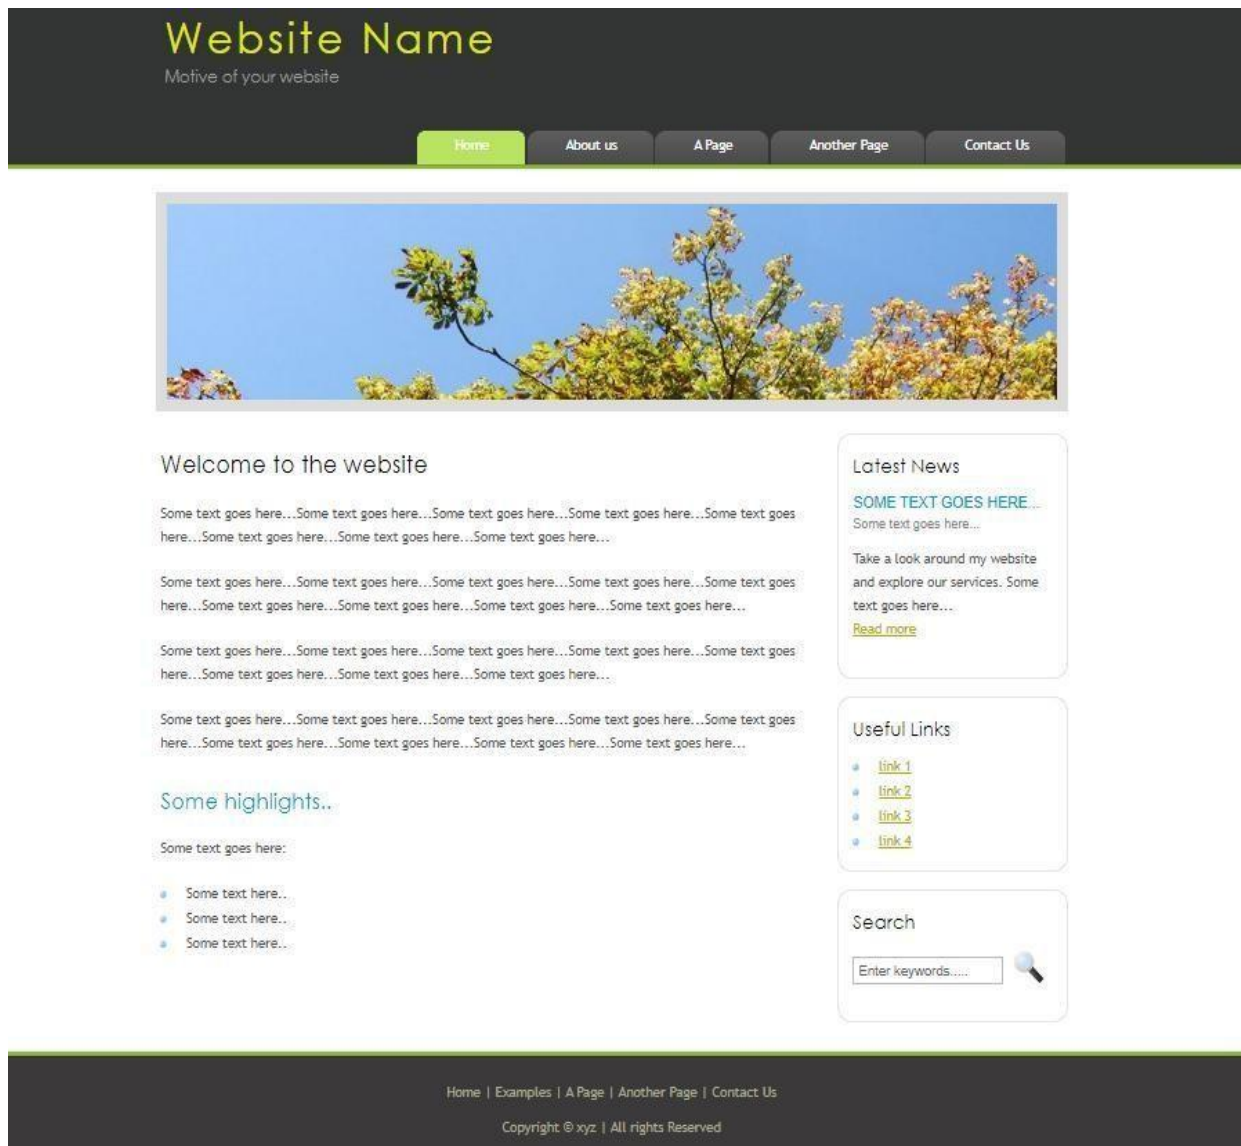 Website Name
Motive of your website
Home About us A Page Another Page Contact Us
Welcome to the website
Some text goes here...Some text goes here...Some text goes here...Some text goes here...Some text goes
here...Some text goes here...Some text goes here...Some text goes here...
Some text goes here...Some text goes here...Some text goes here...Some text goes here...Some text goes
here...Some text goes here...Some text goes here...Some text goes here...Some text goes here...
Some text goes here...Some text goes here...Some text goes here...Some text goes here...Some text goes
here...Some text goes here...Some text goes here...Some text goes here...
Some text goes here...Some text goes here...Some text goes here...Some text goes here...Some text goes
here...Some text goes here...Some text goes here...Some text goes here...Some text goes here...
Some highlights..
Some text goes here:
Some text here..
Some text here..
Some text here..
Latest News
SOME TEXT GOES HERE...
Some text goes here...
Take a look around my website
and explore our services. Some
text goes here...
Read more
Useful Links
link 1
link 2
link 3
link 4
Search
Enter keywords.....
Home | Examples | A Page | Another Page | Contact Us
Copyright © xyz | All rights Reserved